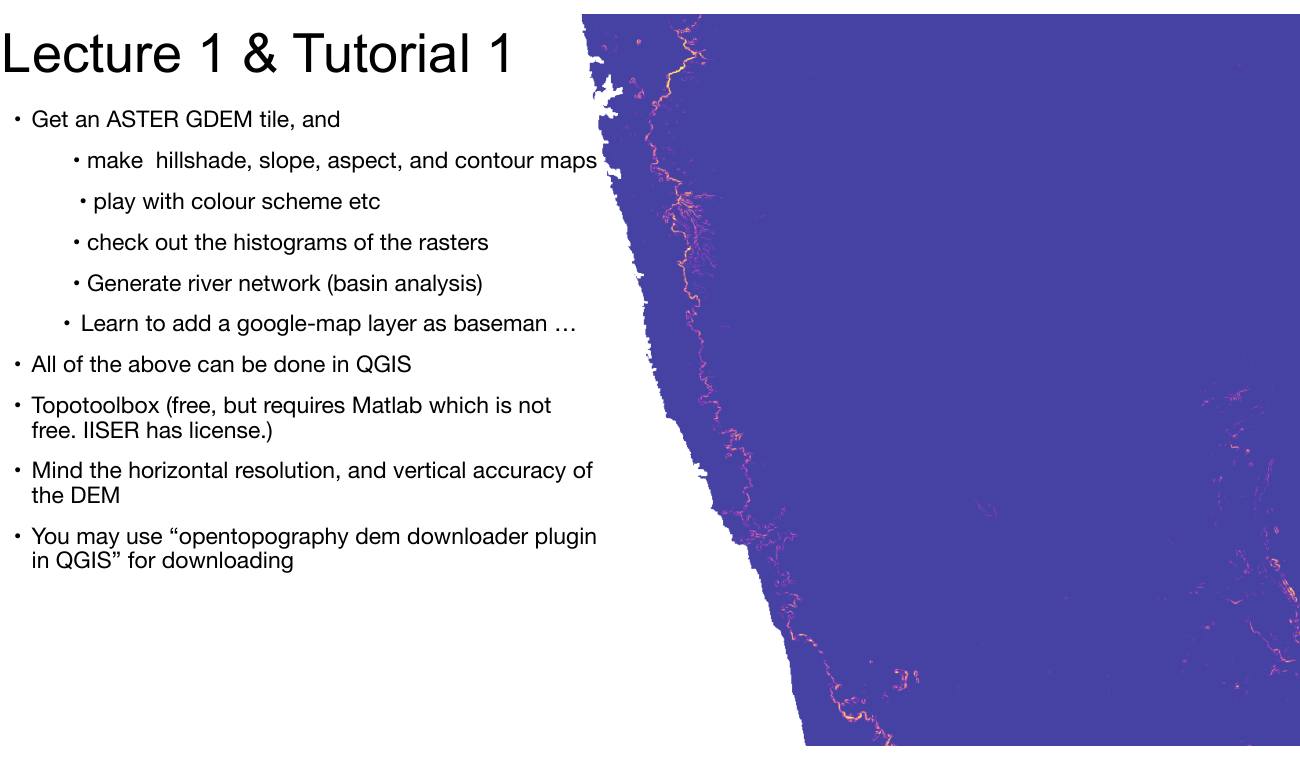 Lecture 1 & Tutorial 1
• Get an ASTER GDEM tile, and
• make  hillshade, slope, aspect, and contour maps
• play with colour scheme etc
• check out the histograms of the rasters
• Generate river network (basin analysis)
• Learn to add a google-map layer as baseman …
• All of the above can be done in QGIS
• Topotoolbox (free, but requires Matlab which is not
free. IISER has license.)
• Mind the horizontal resolution, and vertical accuracy of
the DEM
• You may use “opentopography dem downloader plugin
in QGIS” for downloading